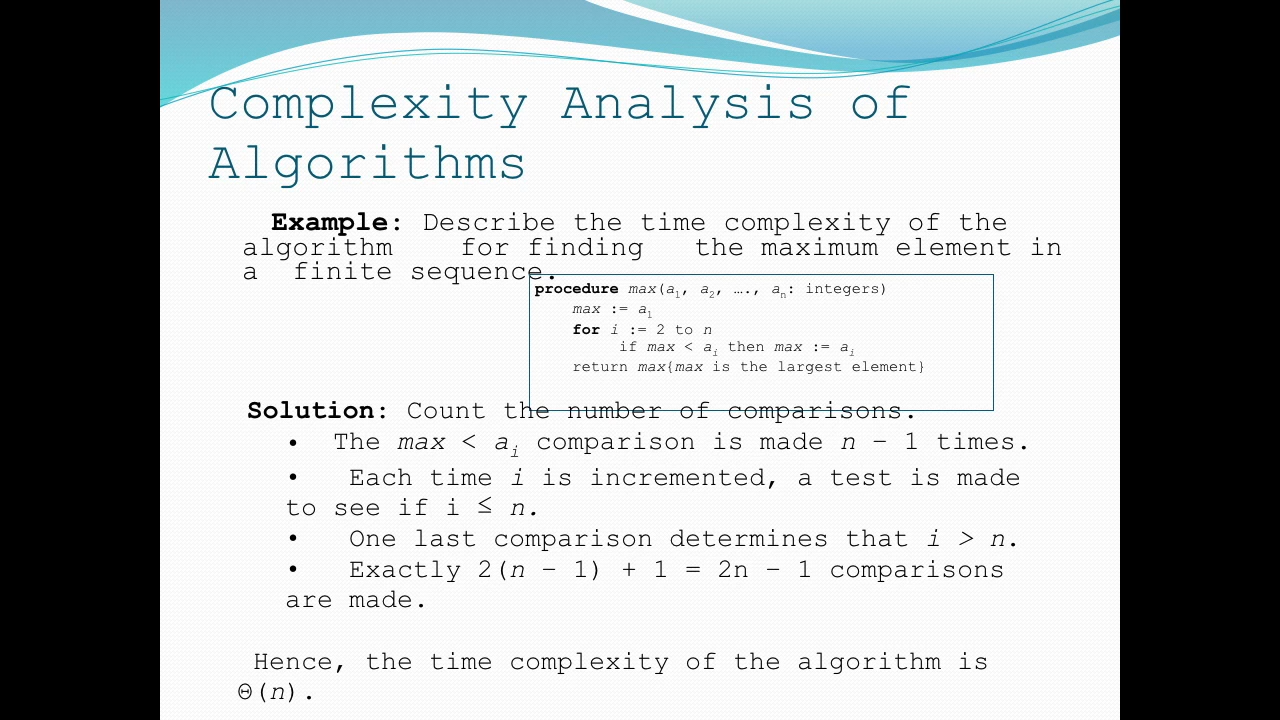 Complexity Analysis of
Algorithms
Example: Describe the time complexity of the
algorithm for finding the maximum element in
a finite sequence.
procedure max(a1, a2, …., an: integers)
max := a1
for i := 2 to n
if max < ai then max := ai
return max{max is the largest element}
Solution: Count the number of comparisons.
• The max < ai comparison is made n − 1 times.
• Each time i is incremented, a test is made
to see if i ≤ n.
• One last comparison determines that i > n.
• Exactly 2(n − 1) + 1 = 2n − 1 comparisons
are made.
Hence, the time complexity of the algorithm is
Θ(n).